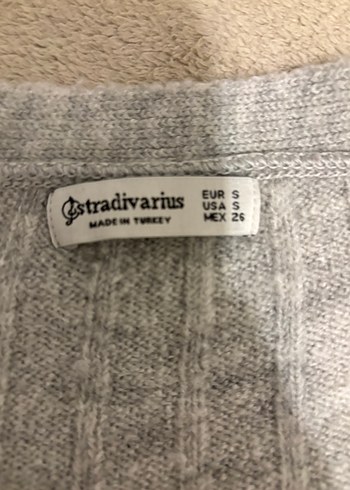 stradivarius
MADE IN TURKEY
EUR S
USA S
MEX 26